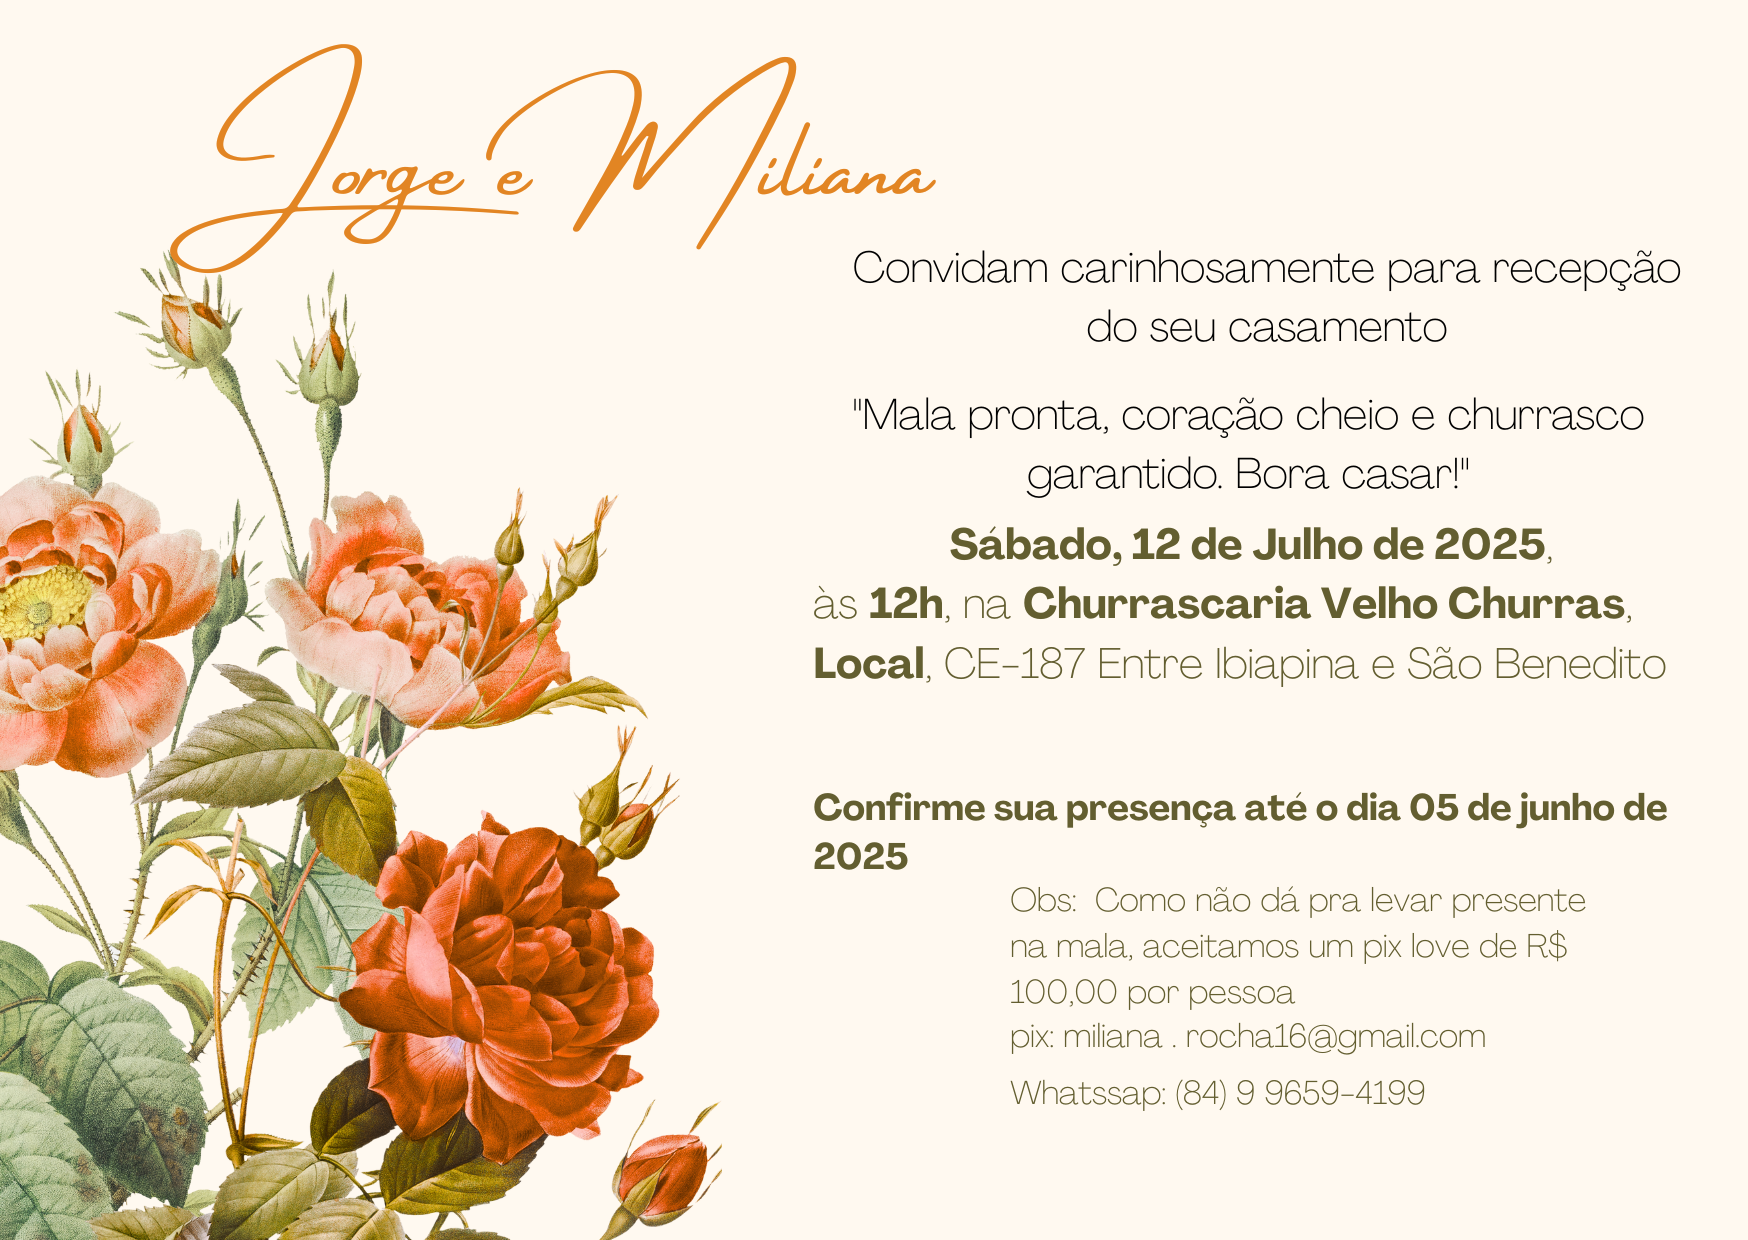 Jorge e Miliana
Convidam carinhosamente para recepção
do seu casamento
"Mala pronta, coração cheio e churrasco
garantido. Bora casar!"
Sábado, 12 de Julho de 2025,
às 12h, na Churrascaria Velho Churras,
Local, CE-187 Entre Ibiapina e São Benedito
Confirme sua presença até o dia 05 de junho de
2025
Obs:  Como não dá pra levar presente
na mala, aceitamos um pix love de R$
100,00 por pessoa
pix: miliana . rocha16@gmail.com
Whatssap: (84) 9 9659-4199